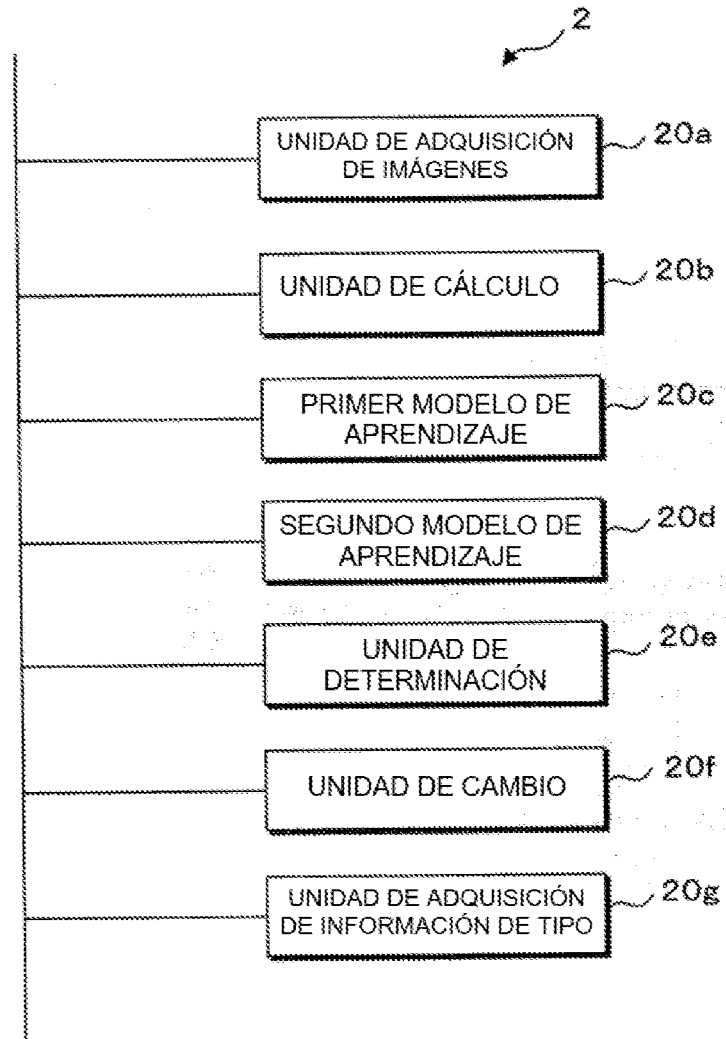 2
UNIDAD DE ADQUISICIÓN
DE IMÁGENES
20a
UNIDAD DE CÁLCULO
20b
PRIMER MODELO DE
APRENDIZAJE
20c
SEGUNDO MODELO DE
APRENDIZAJE
20d
UNIDAD DE
DETERMINACIÓN
20e
UNIDAD DE CAMBIO
20f
UNIDAD DE ADQUISICIÓN
DE INFORMACIÓN DE TIPO
20g